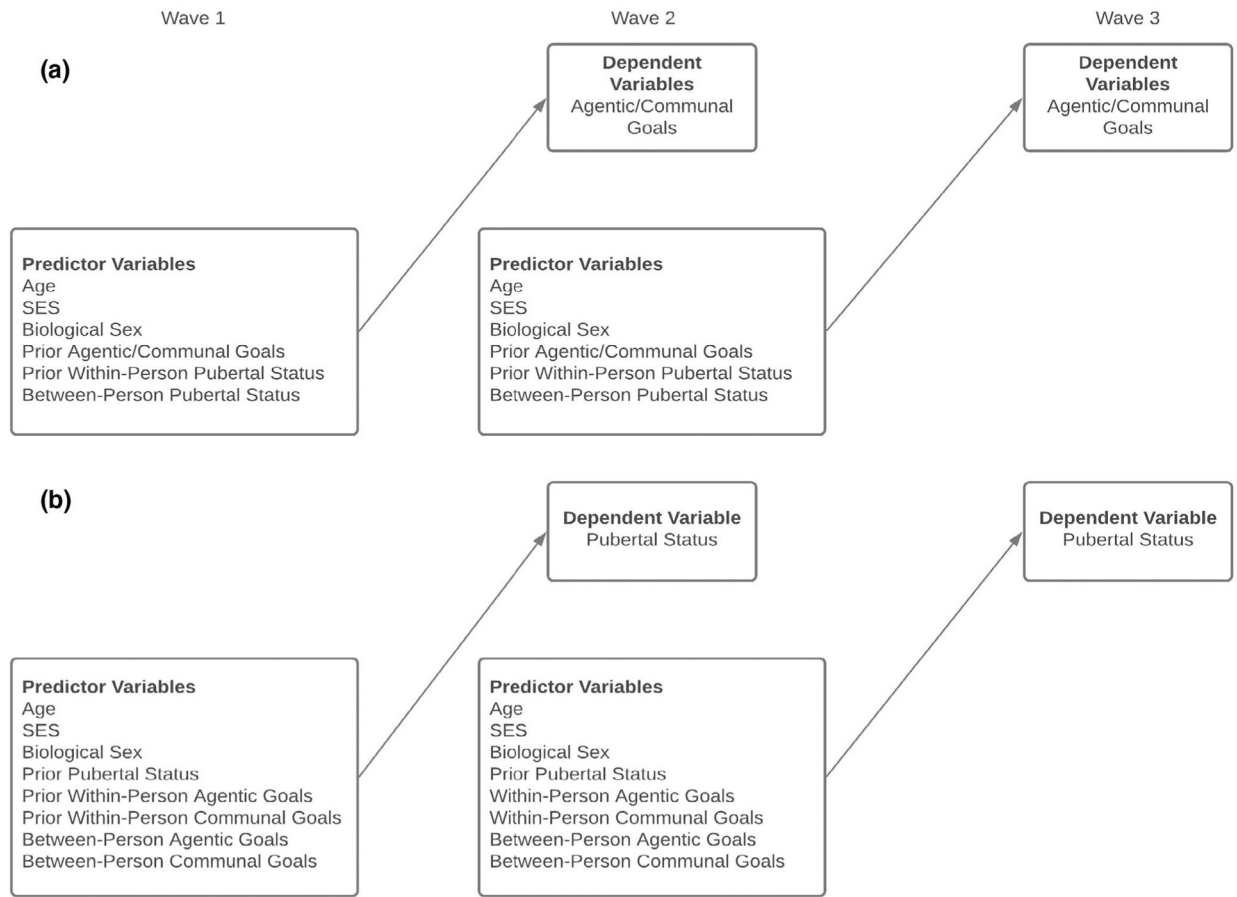 Wave 1
Wave 2
Wave 3
(a)
Dependent
Variables
Agentic/Communal
Goals
Dependent
Variables
Agentic/Communal
Goals
Predictor Variables
Age
SES
Biological Sex
Prior Agentic/Communal Goals
Prior Within-Person Pubertal Status
Between-Person Pubertal Status
Predictor Variables
Age
SES
Biological Sex
Prior Agentic/Communal Goals
Prior Within-Person Pubertal Status
Between-Person Pubertal Status
(b)
Dependent Variable
Pubertal Status
Dependent Variable
Pubertal Status
Predictor Variables
Age
SES
Biological Sex
Prior Pubertal Status
Prior Within-Person Agentic Goals
Prior Within-Person Communal Goals
Between-Person Agentic Goals
Between-Person Communal Goals
Predictor Variables
Age
SES
Biological Sex
Prior Pubertal Status
Within-Person Agentic Goals
Within-Person Communal Goals
Between-Person Agentic Goals
Between-Person Communal Goals